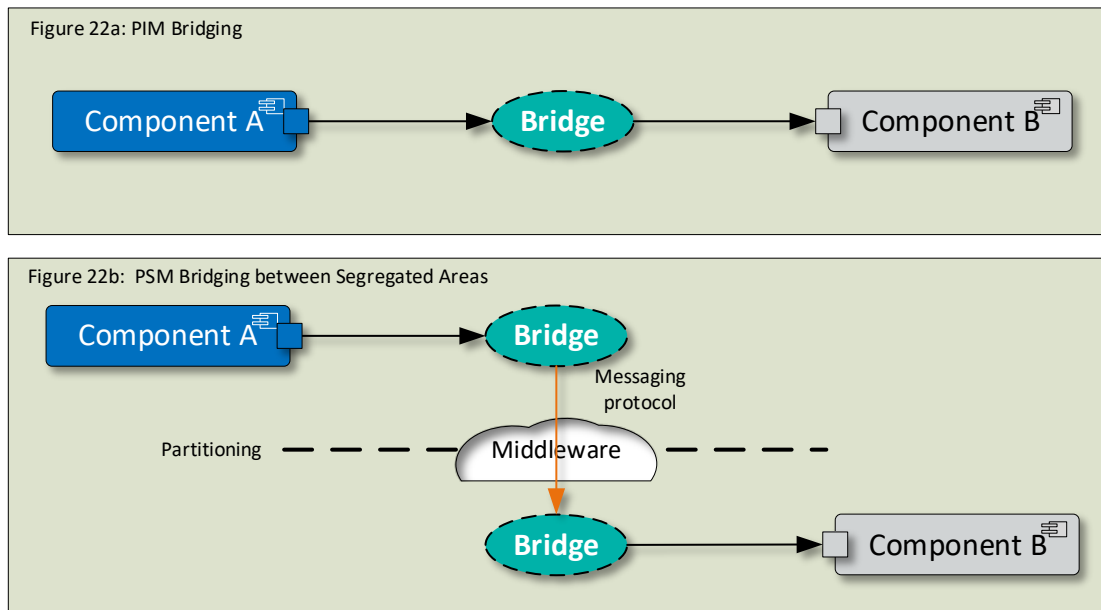 Figure 22a: PIM Bridging
Component A
Bridge
Component B
Figure 22b: PSM Bridging between Segregated Areas
Component A
Bridge
Messaging
protocol
Partitioning
Middleware
Bridge
Component B